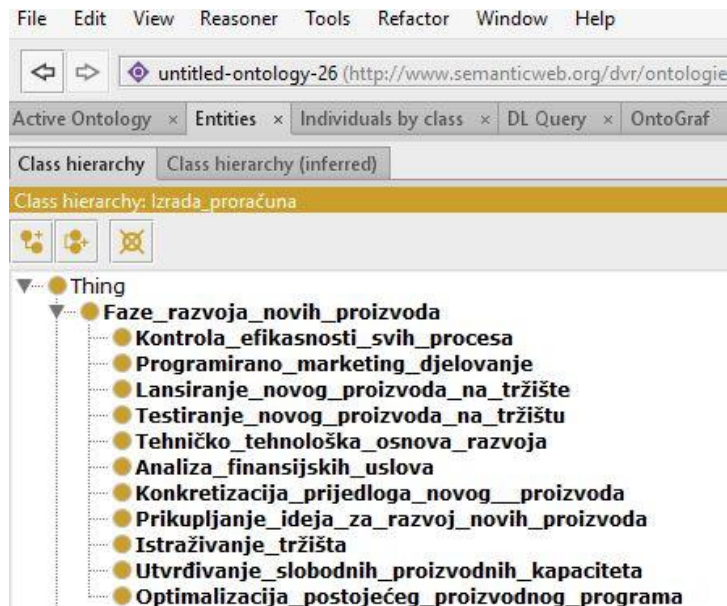 File Edit View Reasoner Tools Refactor Window Help
untitled-ontology-26 (http://www.semanticweb.org/dvr/ontologie
Active Ontology × Entities × Individuals by class × DL Query × OntoGraf
Class hierarchy Class hierarchy (inferred)
Class hierarchy: Izrada_proračuna
Thing
Faze_razvoja_novih_proizvoda
Kontrola_efikasnosti_svih_procesa
Programirano_marketing_djelovanje
Lansiranje_novog_proizvoda_na_tržište
Testiranje_novog_proizvoda_na_tržištu
Tehničko_tehnološka_osnova_razvoja
Analiza_finansijskih_uslova
Konkretizacija_prijedloga_novog__proizvoda
Prikupljanje_ideja_za_razvoj_novih_proizvoda
Istraživanje_tržišta
Utvrđivanje_slobodnih_proizvodnih_kapaciteta
Optimalizacija_postojećeg_proizvodnog_programa